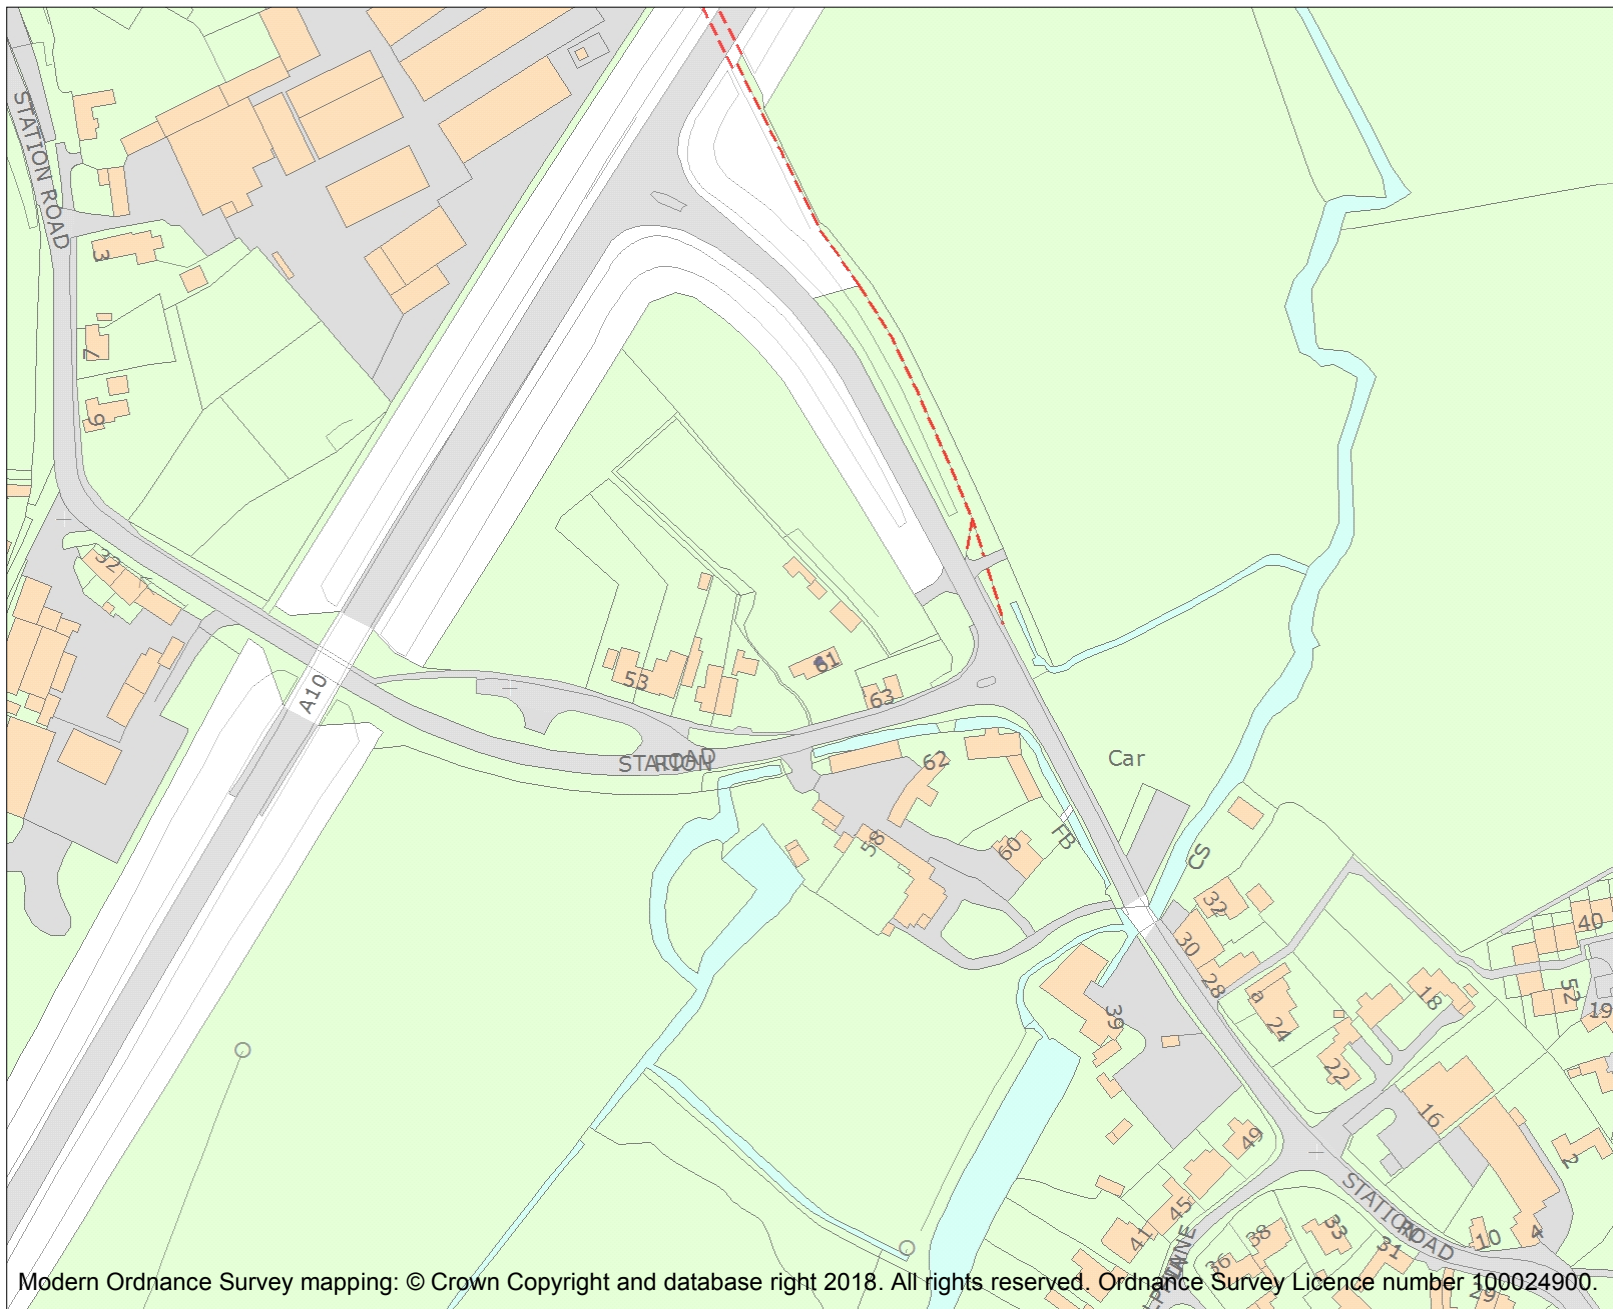 STATION ROAD
3
7
9
32
A10
53
61
63
STATION
ROAD
62
Car
FB
CS
58
60
32
30
28
a
24
39
18
22
40
52
19
16
2
49
45
41
STATION
ROAD
33
38
36
31
10
4
29
Modern Ordnance Survey mapping: © Crown Copyright and database right 2018. All rights reserved. Ordnance Survey Licence number 100024900.